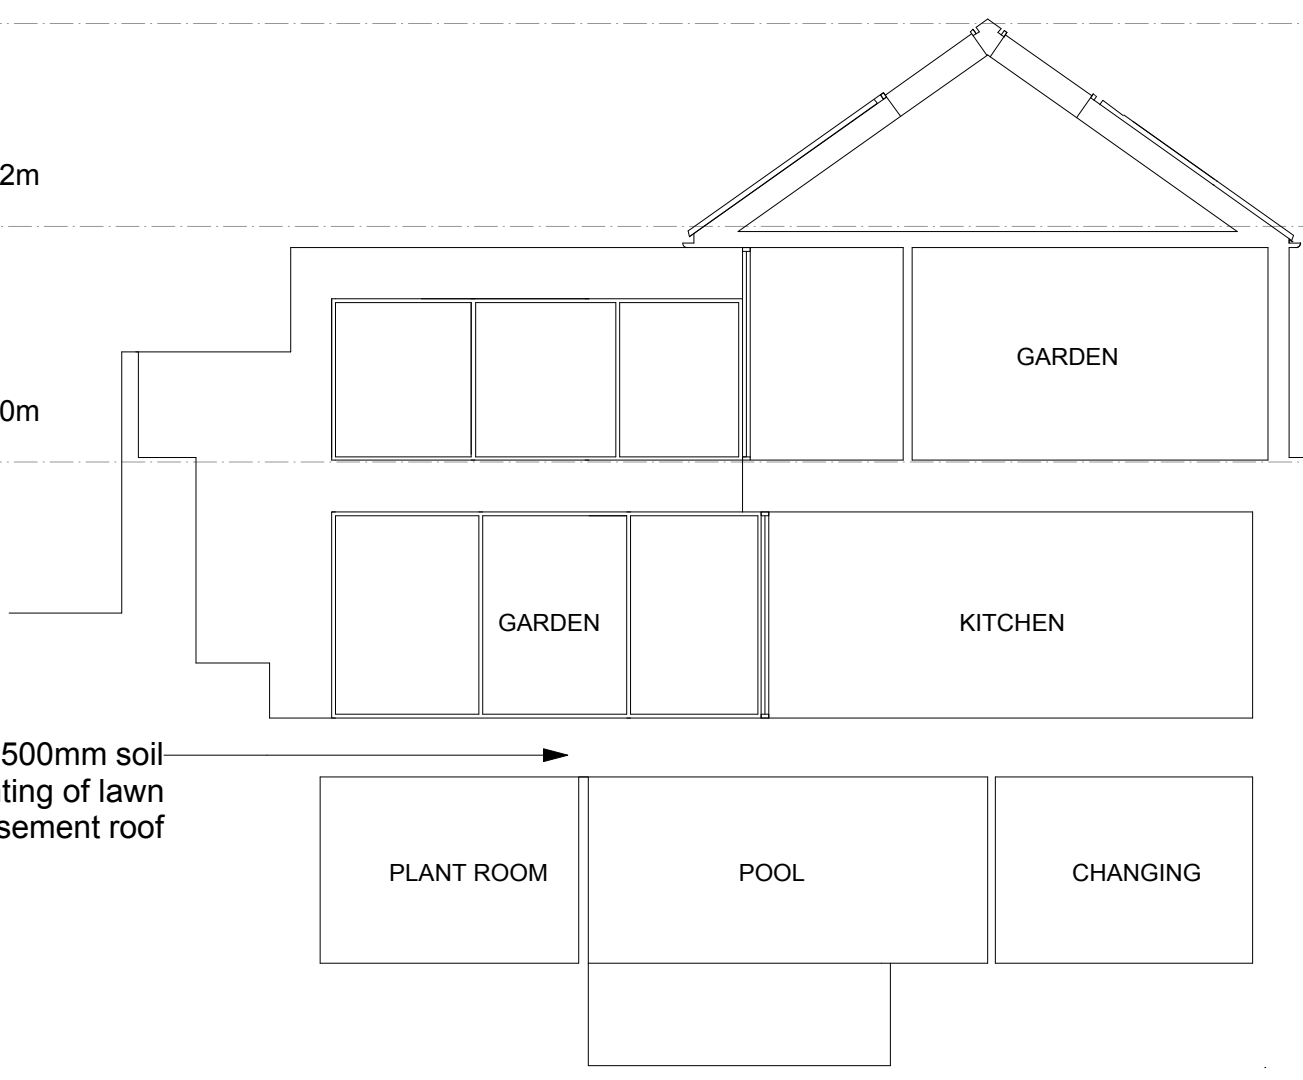 2m
GARDEN
0m
GARDEN
KITCHEN
500mm soil
ting of lawn
sement roof
PLANT ROOM
POOL
CHANGING